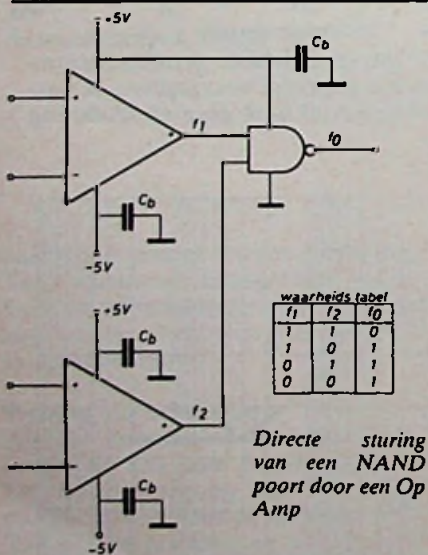 +5V
Cb
+
-
f1
f0
Cb
-5V
+5V
Cb
+
-
f2
Cb
-5V
waarheids tabel
f1 f2 f0
1 1 0
1 0 1
0 1 1
0 0 1
Directe sturing
van een NAND
poort door een Op
Amp